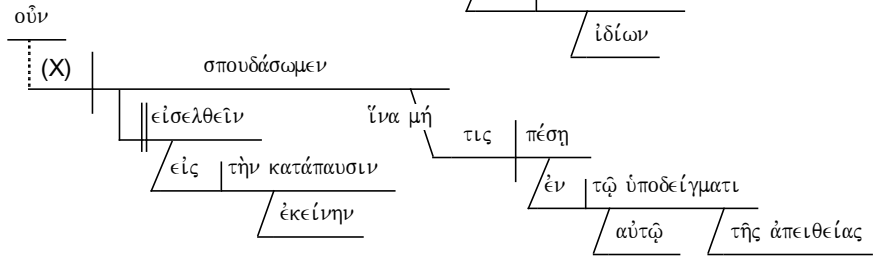 οὖν
ἰδίων
(X) σπουδάσωμεν
εἰσελθεῖν ἵνα μή
τις πέσῃ
εἰς τὴν κατάπαυσιν ἐν τῷ ὑποδείγματι
ἐκείνην αὐτῷ τῆς ἀπειθείας